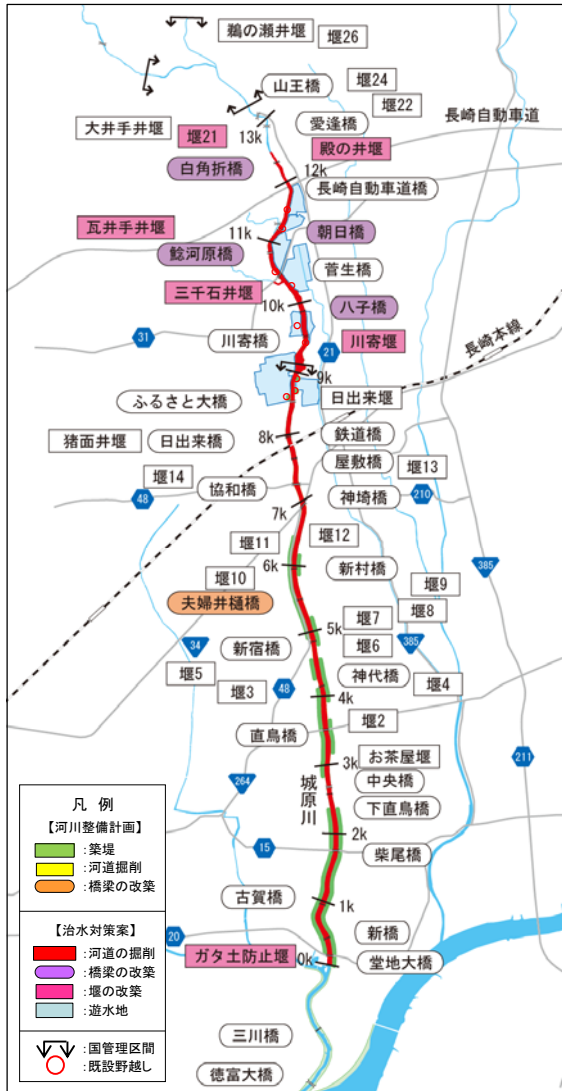 鵜の瀬井堰
堰26
山王橋
堰24
堰22
大井手井堰
堰21
愛逢橋
長崎自動車道
13k
殿の井堰
白角折橋
12k
長崎自動車道橋
瓦井手井堰
11k
朝日橋
鯰河原橋
菅生橋
三千石井堰
10k
八子橋
31
川寄橋
21
川寄堰
長崎本線
9k
日出来堰
ふるさと大橋
猪面井堰
日出来橋
8k
鉄道橋
屋敷橋
堰14
堰13
48
協和橋
7k
神埼橋
210
堰11
堰12
6k
新村橋
385
堰10
堰9
夫婦井樋橋
堰7
堰8
5k
34
新宿橋
堰6
385
堰5
神代橋
堰3
48
4k
堰4
堰2
直鳥橋
211
お茶屋堰
3k
城原川
中央橋
264
下直鳥橋
2k
15
柴尾橋
古賀橋
1k
20
新橋
ガタ土防止堰
0k
堂地大橋
三川橋
徳富大橋
凡 例
【河川整備計画】
:築堤
:河道掘削
:橋梁の改築
【治水対策案】
:河道の掘削
:橋梁の改築
:堰の改築
:遊水地
:国管理区間
:既設野越し